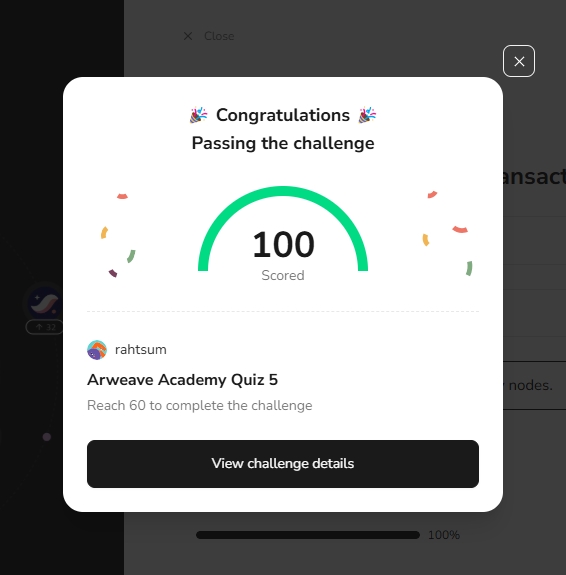 Close
Congratulations
Passing the challenge
ansact
100
Scored
32
rahtsum
Arweave Academy Quiz 5
nodes.
Reach 60 to complete the challenge
View challenge details
100%